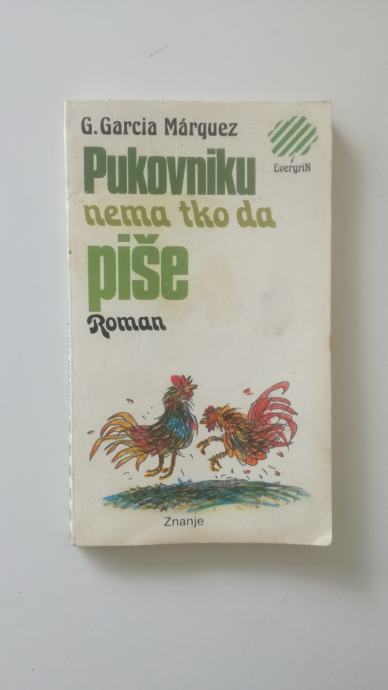 G. Garcia Márquez
EvergriN
Pukovniku
nema tko da
piše
Roman
Znanje